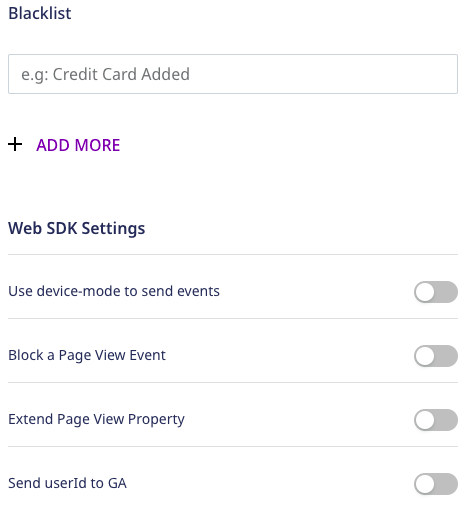 Blacklist
e.g: Credit Card Added
ADD MORE
Web SDK Settings
Use device-mode to send events
Block a Page View Event
Extend Page View Property
Send userId to GA